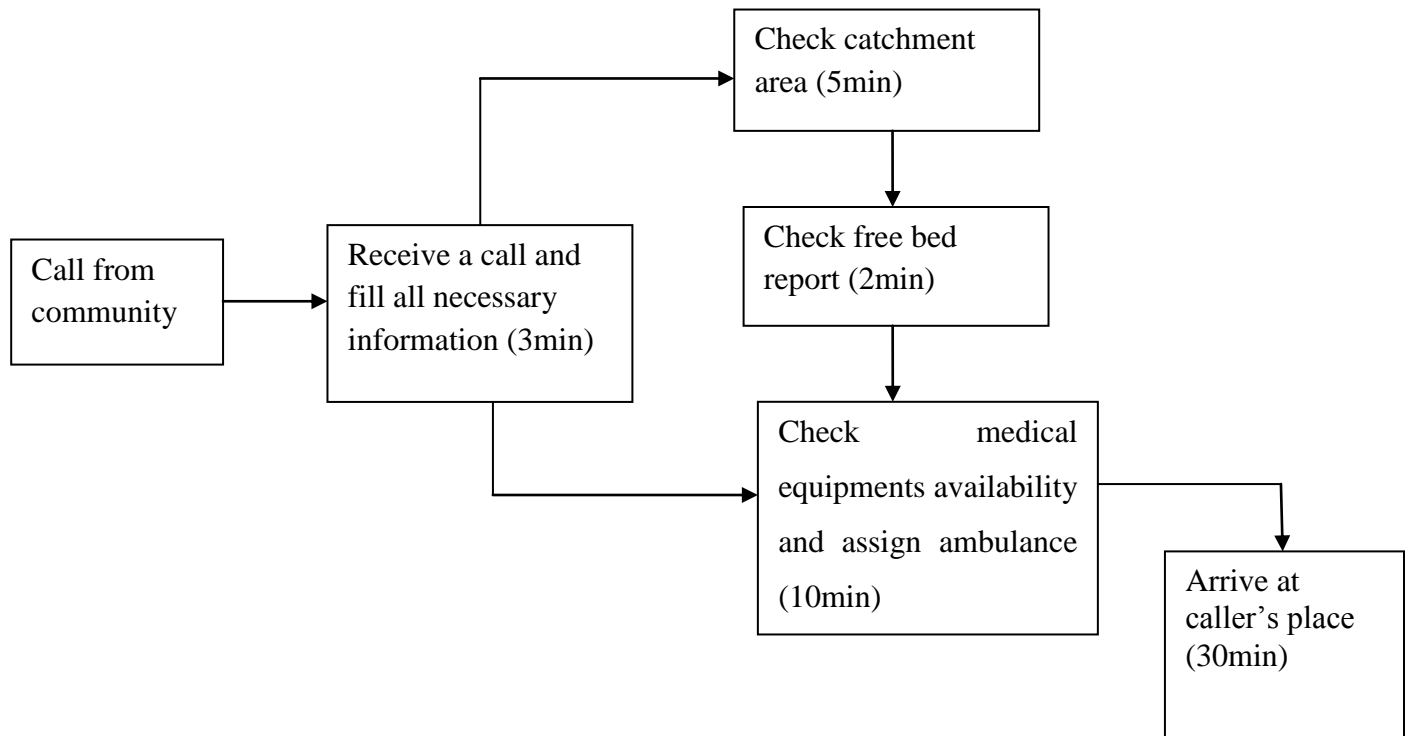 Check catchment
area (5min)
Check free bed
report (2min)
Call from
community
Receive a call and
fill all necessary
information (3min)
Check medical
equipments availability
and assign ambulance
(10min)
Arrive at
caller’s place
(30min)